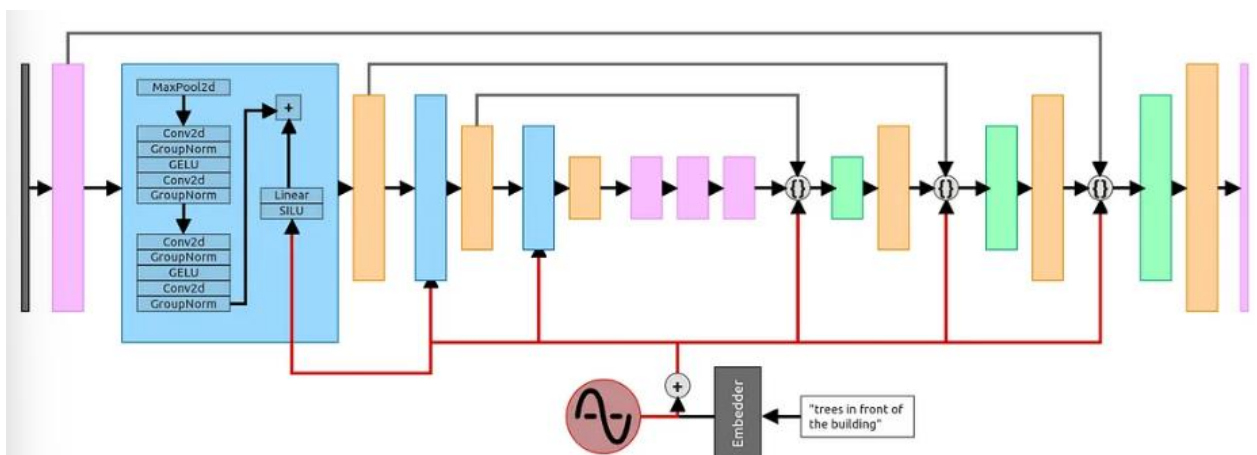 MaxPool2d
Conv2d
GroupNorm
GELU
Conv2d
GroupNorm
Conv2d
GroupNorm
GELU
Conv2d
GroupNorm
+
Linear
SILU
{}
{}
{}
+
Embedder
"trees in front of
the building"